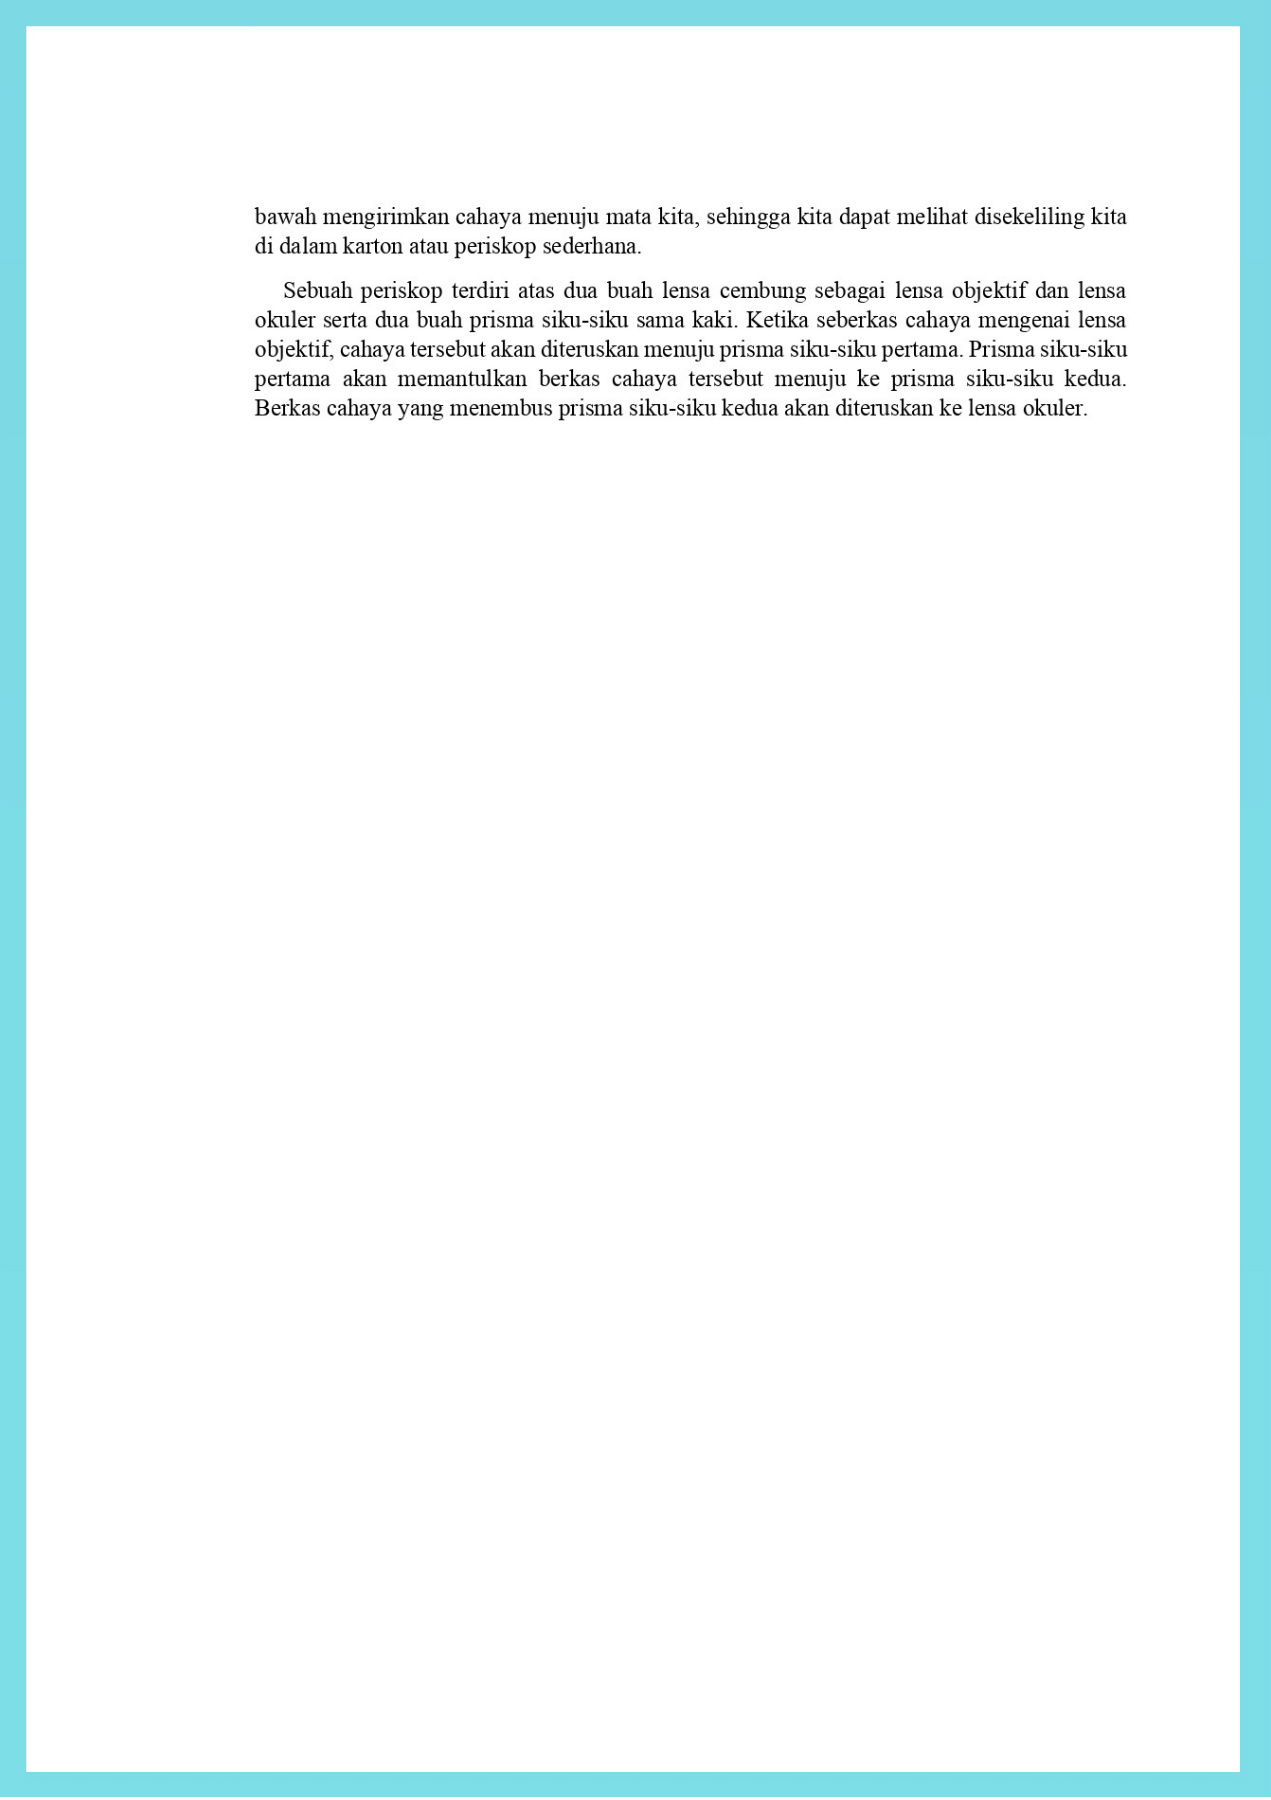 bawah mengirimkan cahaya menuju mata kita, sehingga kita dapat melihat disekeliling kita
di dalam karton atau periskop sederhana.
Sebuah periskop terdiri atas dua buah lensa cembung sebagai lensa objektif dan lensa
okuler serta dua buah prisma siku-siku sama kaki. Ketika seberkas cahaya mengenai lensa
objektif, cahaya tersebut akan diteruskan menuju prisma siku-siku pertama. Prisma siku-siku
pertama akan memantulkan berkas cahaya tersebut menuju ke prisma siku-siku kedua.
Berkas cahaya yang menembus prisma siku-siku kedua akan diteruskan ke lensa okuler.